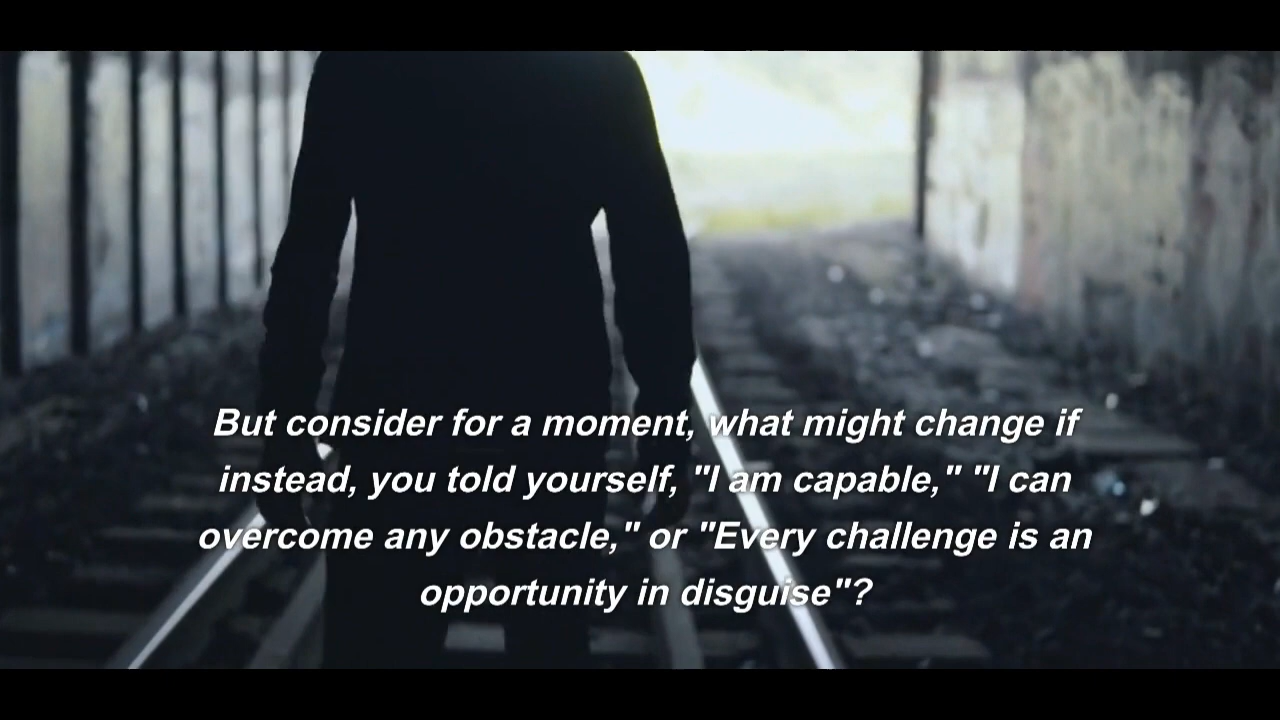 But consider for a moment, what might change if
instead, you told yourself, "I am capable," "I can
overcome any obstacle," or "Every challenge is an
opportunity in disguise"?